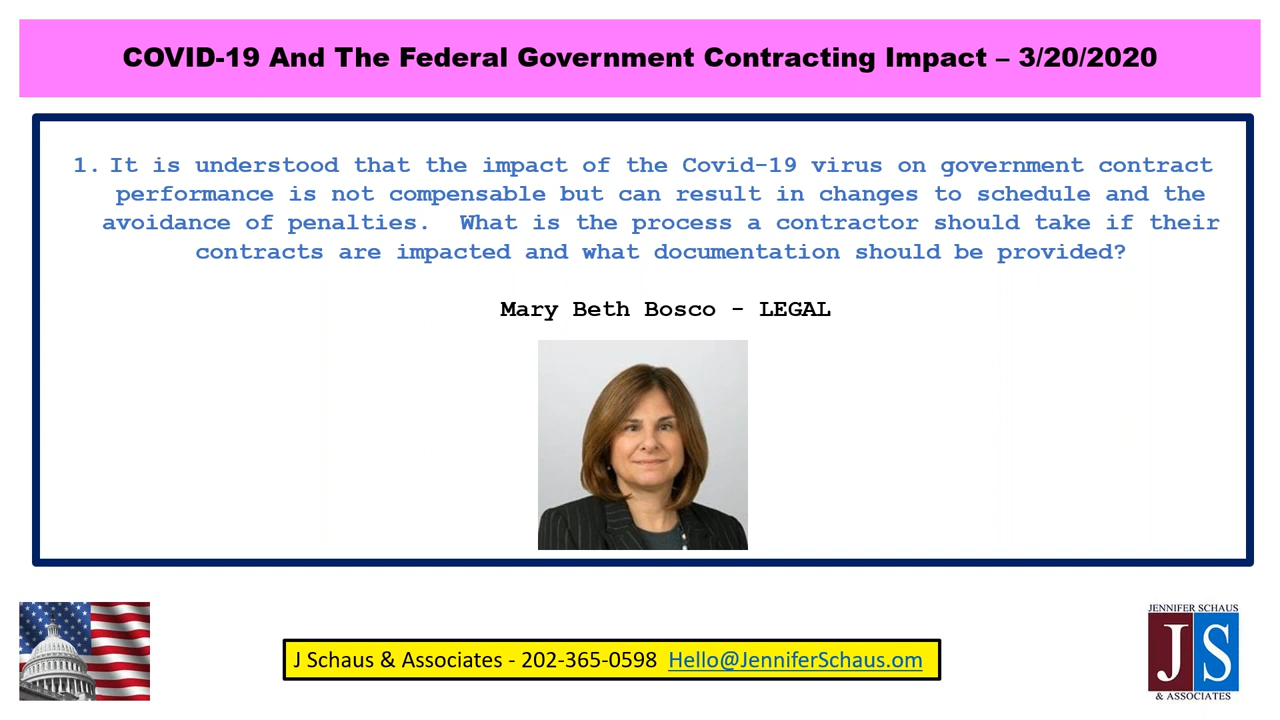 COVID-19 And The Federal Government Contracting Impact – 3/20/2020
1. It is understood that the impact of the Covid-19 virus on government contract
performance is not compensable but can result in changes to schedule and the
avoidance of penalties.  What is the process a contractor should take if their
contracts are impacted and what documentation should be provided?
Mary Beth Bosco - LEGAL
J Schaus & Associates - 202-365-0598  Hello@JenniferSchaus.om
JENNIFER SCHAUS
JS
& ASSOCIATES